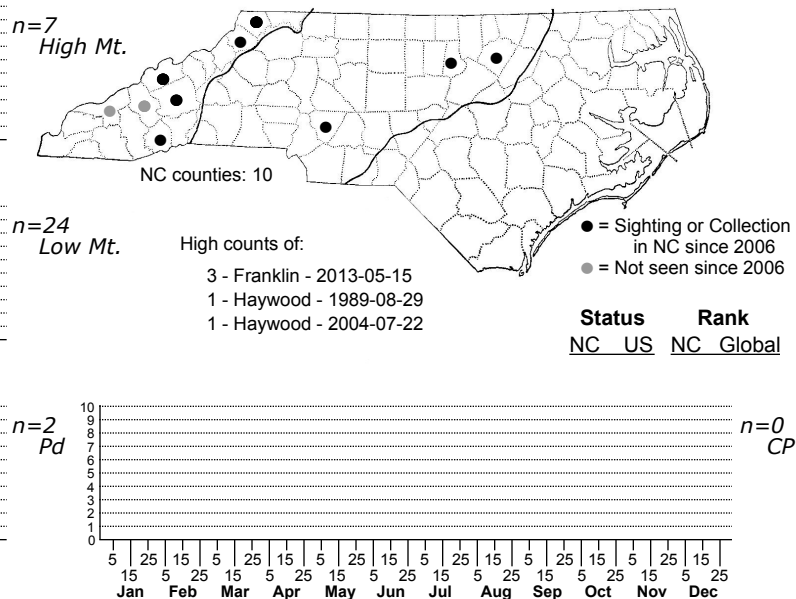 n=7
High Mt.
NC counties: 10
n=24
Low Mt.
High counts of:
3 - Franklin - 2013-05-15
1 - Haywood - 1989-08-29
1 - Haywood - 2004-07-22
● = Sighting or Collection
in NC since 2006
● = Not seen since 2006
Status Rank
NC US NC Global
n=2
Pd
n=0
CP
10
9
8
7
6
5
4
3
2
1
0
5 25 15 5 25 15 5 25 15 5 25 15 5 25 15 5 25 15
15 5 25 15 5 25 15 5 25 15 5 25 15 5 25 15 5 25
Jan Feb Mar Apr May Jun Jul Aug Sep Oct Nov Dec